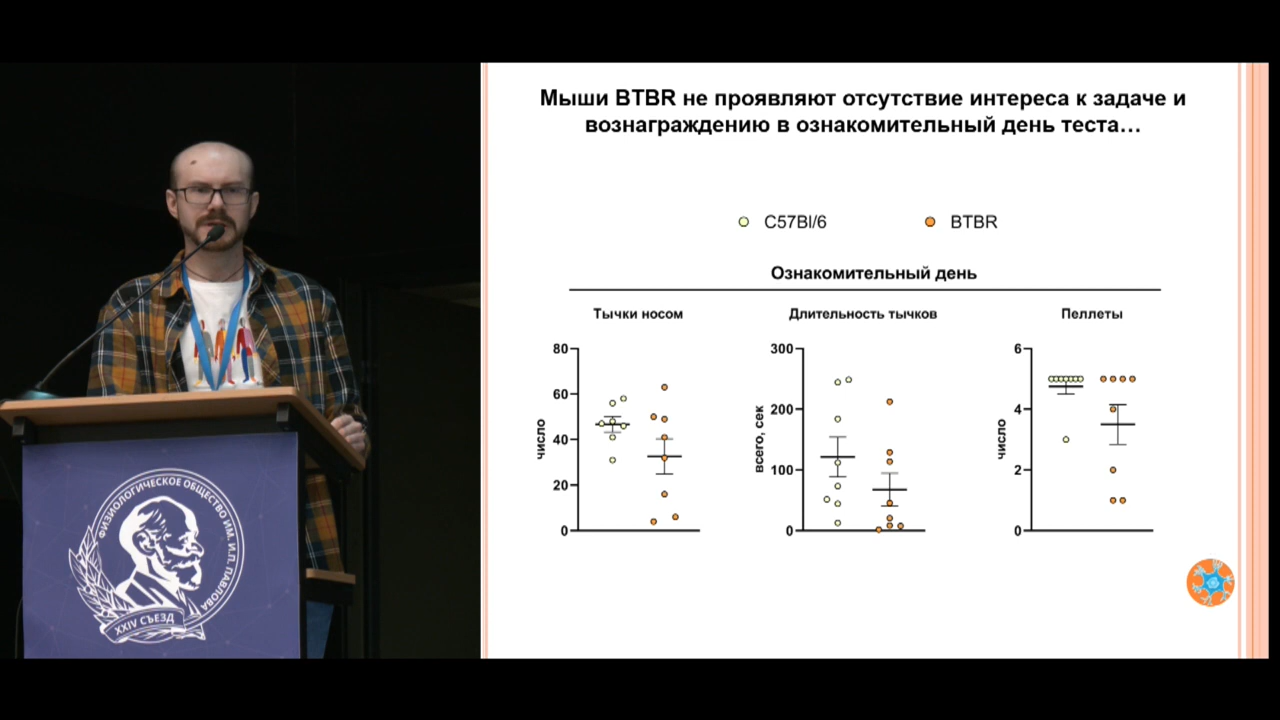 Мыши BTBR не проявляют отсутствие интереса к задаче и
вознаграждению в ознакомительный день теста...
C57Bl/6
BTBR
Ознакомительный день
Тычки носом
Длительность тычков
Пеллеты
число
80
60
40
20
0
всего, сек
300
200
100
0
число
6
4
2
0
ФИЗИОЛОГИЧЕСКОЕ ОБЩЕСТВО ИМ. И.П. ПАВЛОВА
XXIV СЪЕЗД